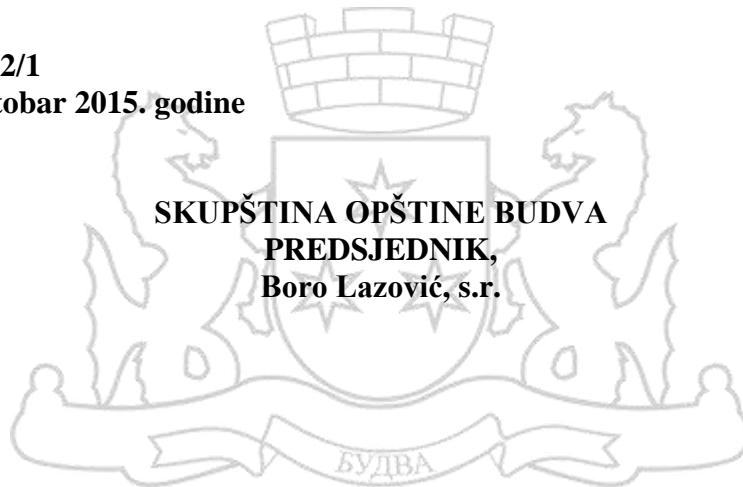 2/1
tobar 2015. godine
SKUPŠTINA OPŠTINE BUDVA
PREDSJEDNIK,
Boro Lazović, s.r.
БУДВА